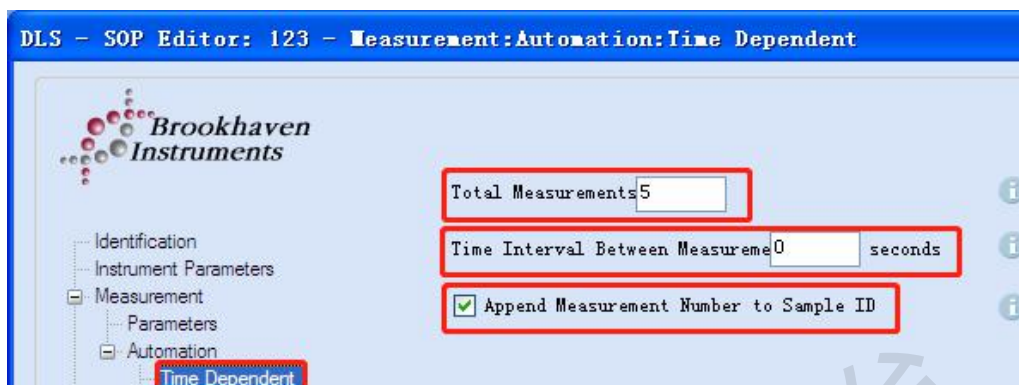 DLS - SOP Editor: 123 - Measurement:Automation:Time Dependent
Brookhaven
Instruments
Total Measurements 5
Time Interval Between Measureme 0 seconds
Append Measurement Number to Sample ID
Identification
Instrument Parameters
Measurement
Parameters
Automation
Time Dependent